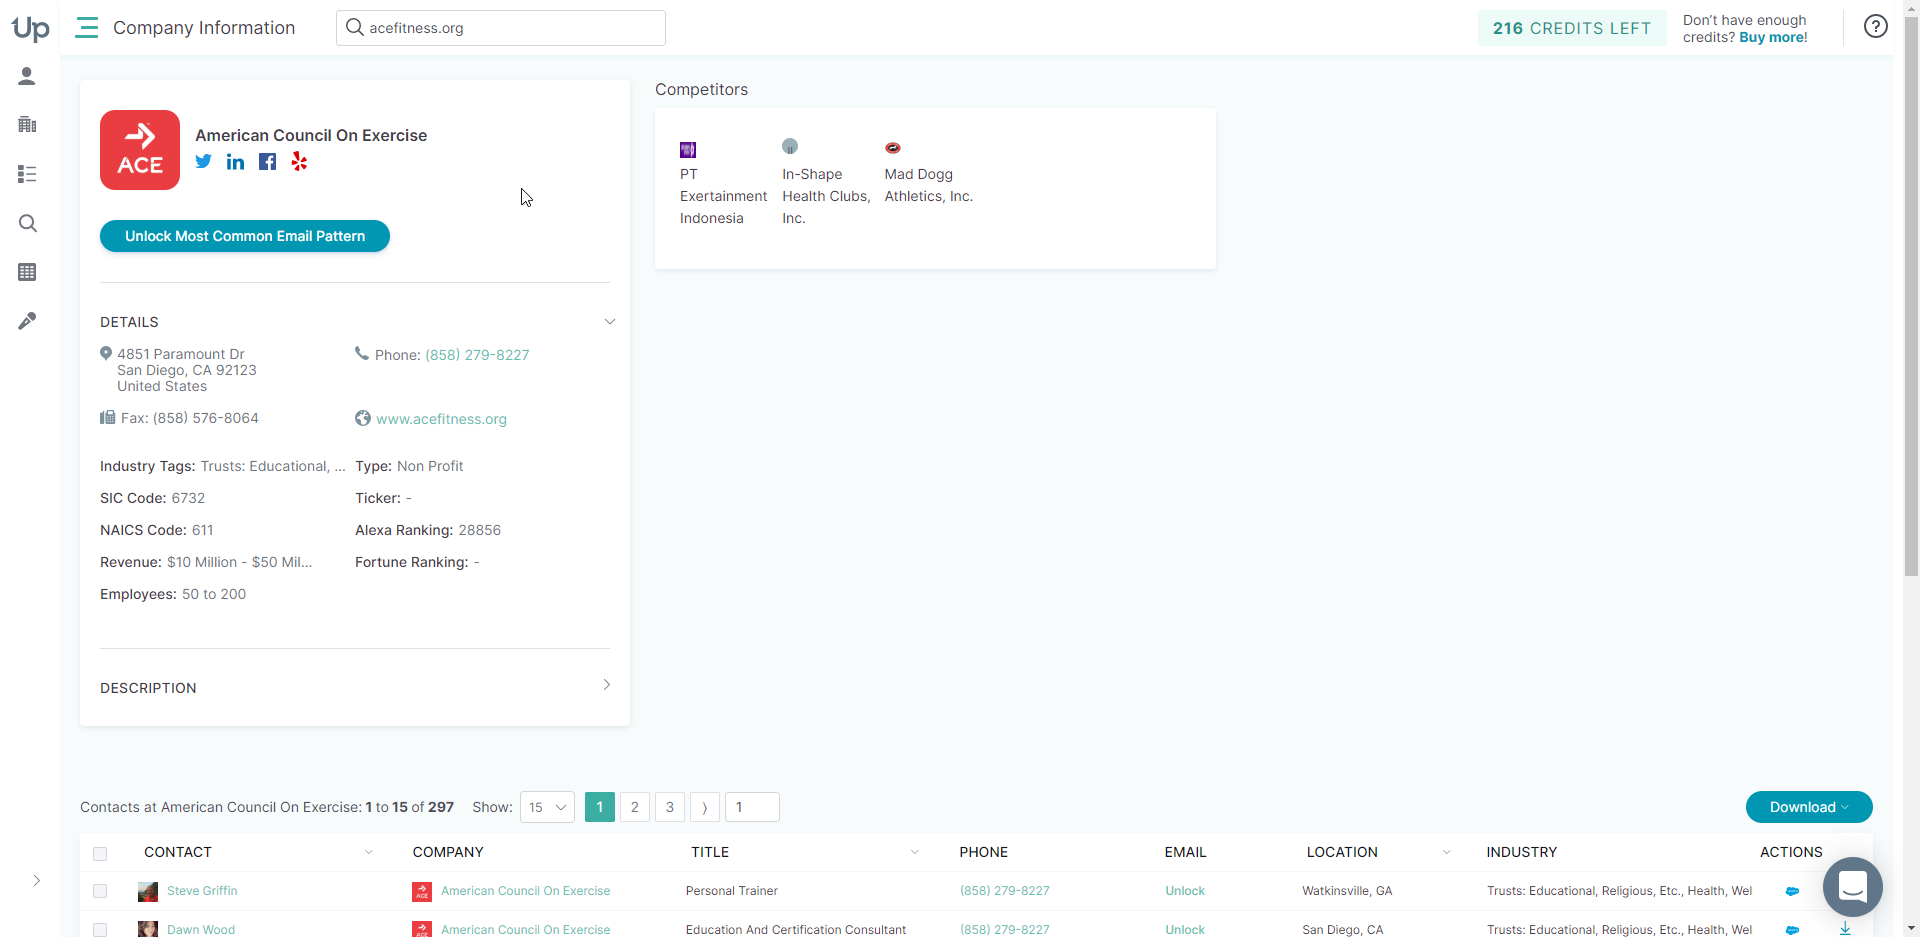 Up
Company Information
acefitness.org
216 CREDITS LEFT
Don't have enough
credits? Buy more!
?
ACE
American Council On Exercise
Unlock Most Common Email Pattern
Competitors
PT
Exertainment
Indonesia
In-Shape
Health Clubs,
Inc.
Mad Dogg
Athletics, Inc.
DETAILS
4851 Paramount Dr
San Diego, CA 92123
United States
Phone: (858) 279-8227
Fax: (858) 576-8064
www.acefitness.org
Industry Tags: Trusts: Educational, ...
Type: Non Profit
SIC Code: 6732
Ticker: -
NAICS Code: 611
Alexa Ranking: 28856
Revenue: $10 Million - $50 Mil...
Fortune Ranking: -
Employees: 50 to 200
DESCRIPTION
Contacts at American Council On Exercise: 1 to 15 of 297
Show: 15
1 2 3 ⟩ 1
Download
CONTACT COMPANY TITLE PHONE EMAIL LOCATION INDUSTRY ACTIONS
Steve Griffin ACE American Council On Exercise Personal Trainer (858) 279-8227 Unlock Watkinsville, GA Trusts: Educational, Religious, Etc., Health, Wel
Dawn Wood ACE American Council On Exercise Education And Certification Consultant (858) 279-8227 Unlock San Diego, CA Trusts: Educational, Religious, Etc., Health, Wel